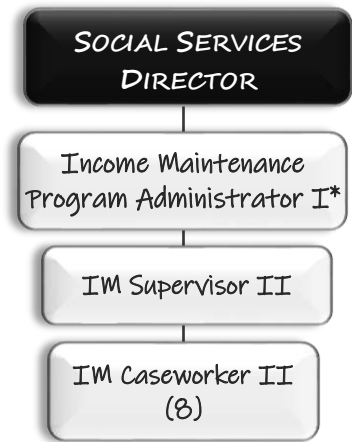 SOCIAL SERVICES
DIRECTOR
Income Maintenance
Program Administrator I*
IM Supervisor II
IM Caseworker II
(8)